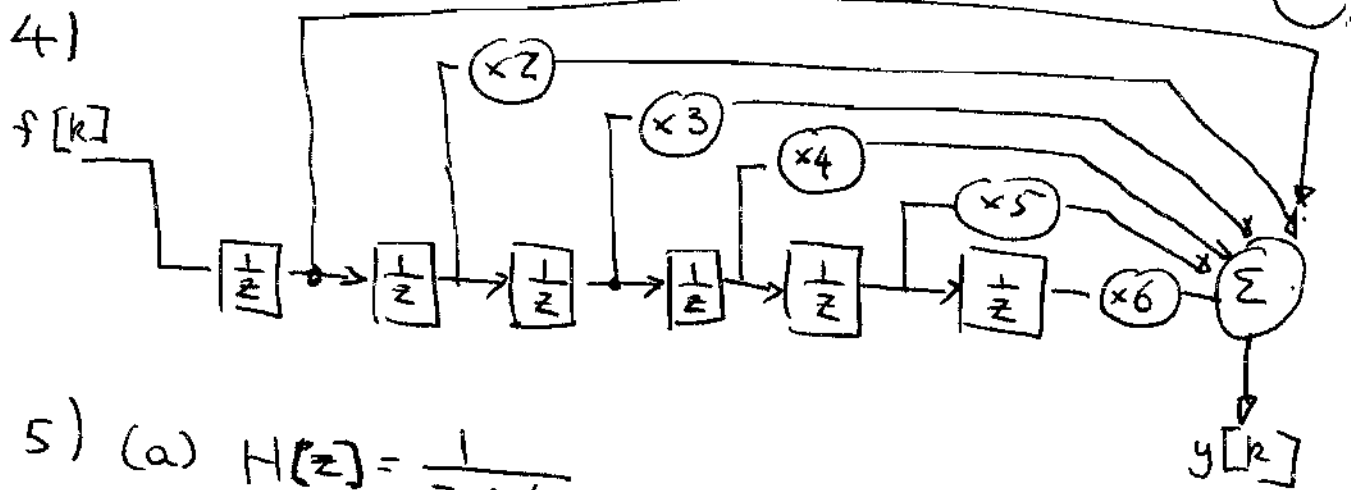 4)
×2
f[k]
×3
×4
×5
1/z 1/z 1/z 1/z 1/z 1/z ×6 Σ
y[k]
5) (a) H[z] = 1